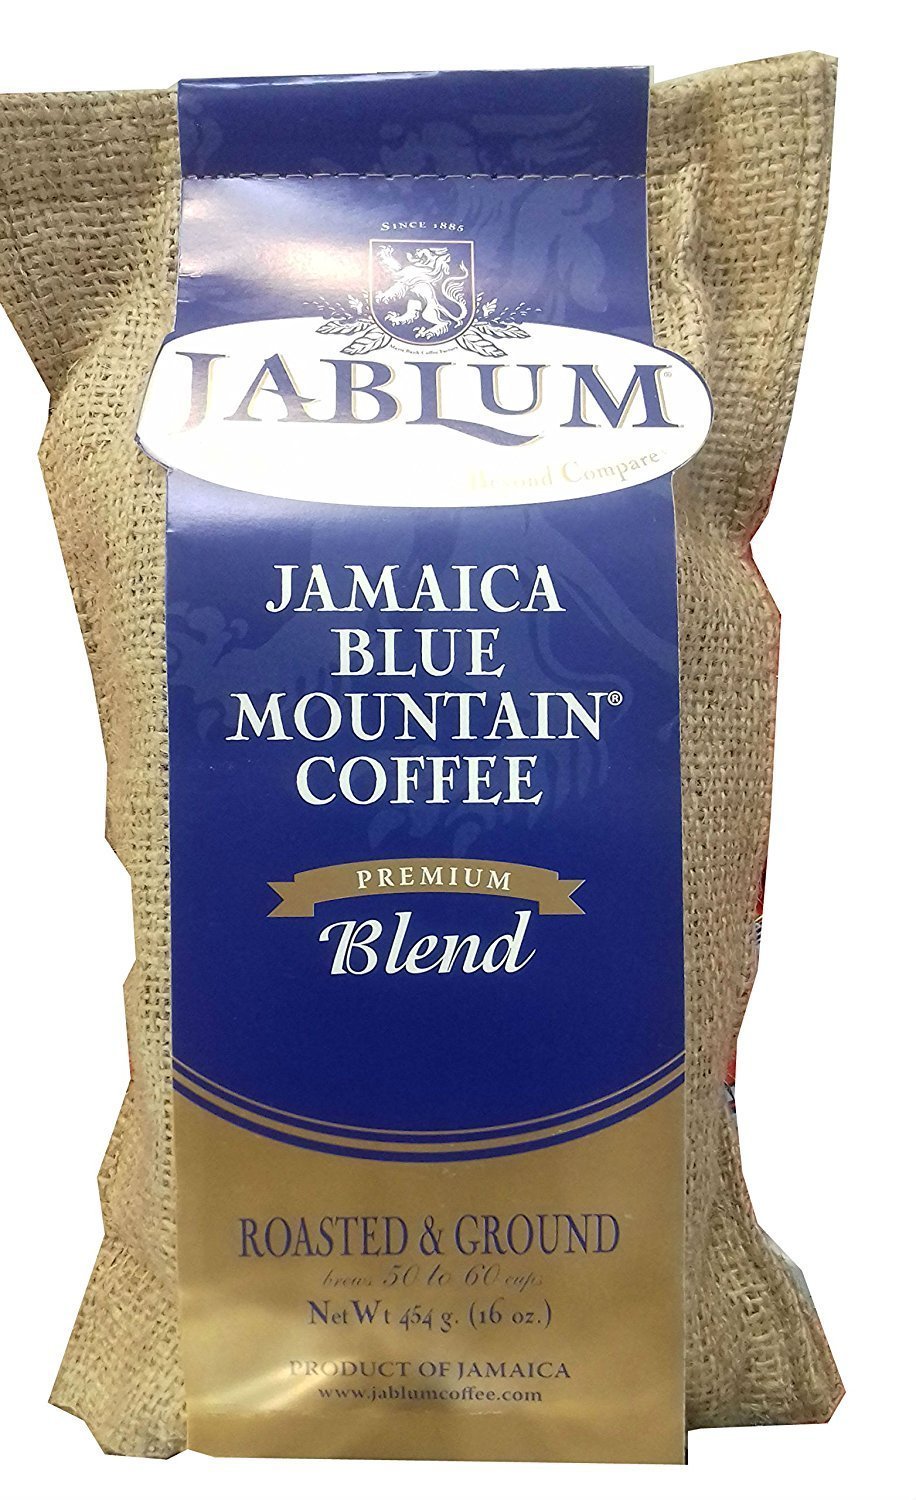 SINCE 1886
JABLUM®
Beyond Compare
JAMAICA
BLUE
MOUNTAIN®
COFFEE
PREMIUM
Blend
ROASTED & GROUND
brews 50 to 60 cups
Net Wt 454 g. (16 oz.)
PRODUCT OF JAMAICA
www.jablumcoffee.com